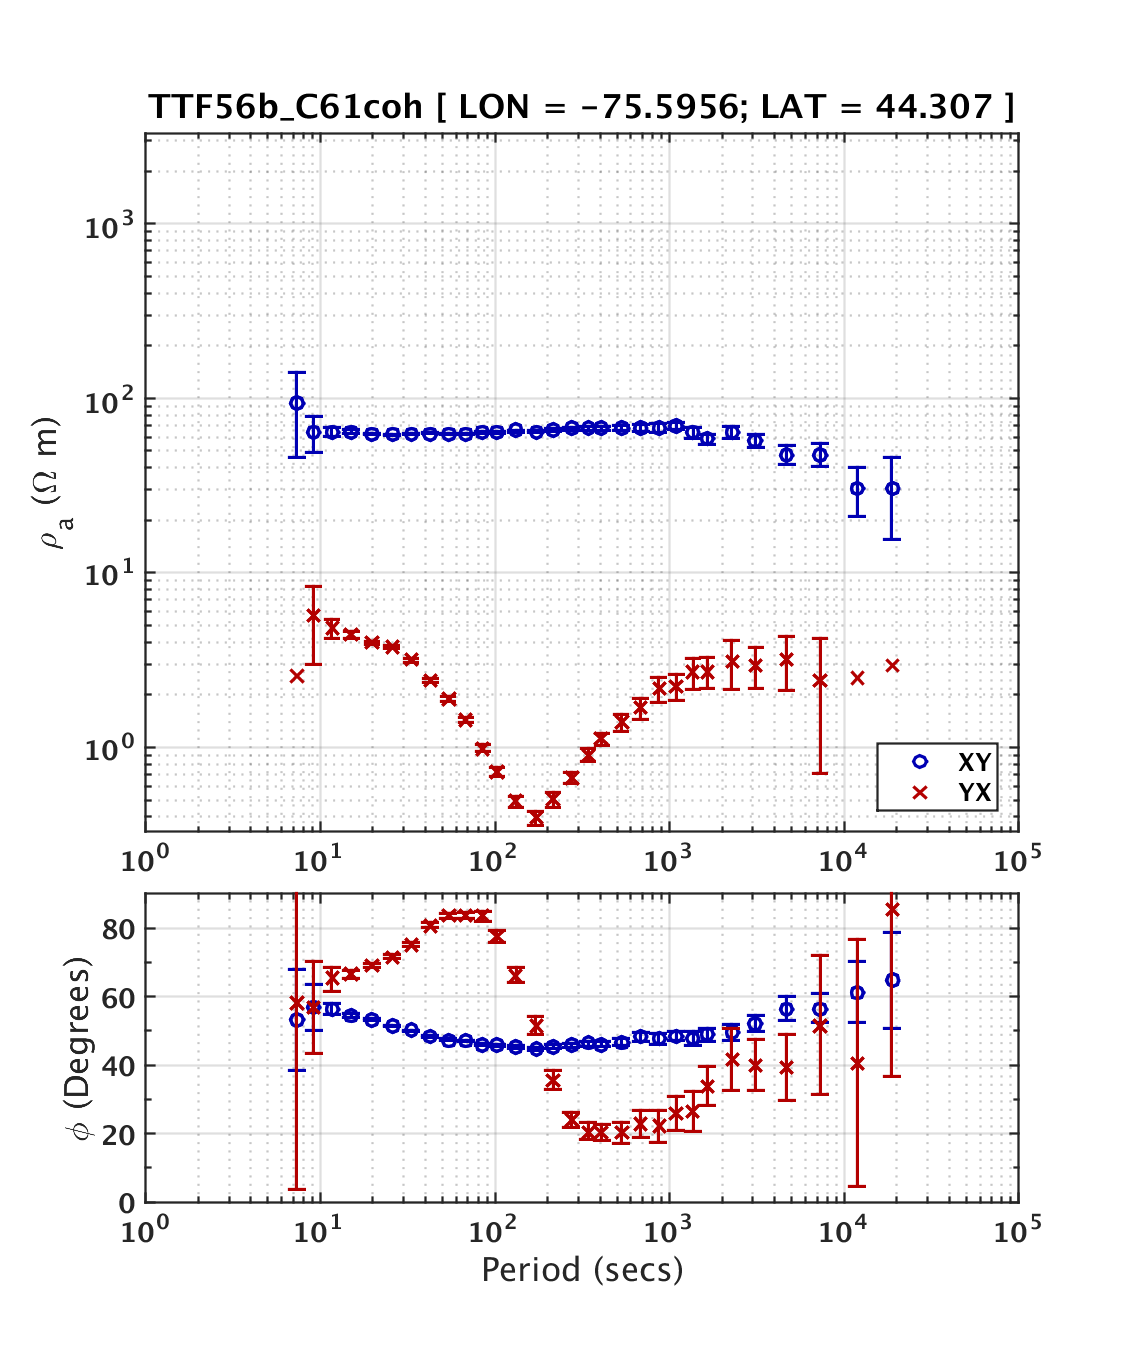 TTF56b_C61coh [ LON = -75.5956; LAT = 44.307 ]
10³
10²
10¹
10⁰
ρₐ (Ω m)
XY
YX
10⁰ 10¹ 10² 10³ 10⁴ 10⁵
80
60
40
20
0
ϕ (Degrees)
10⁰ 10¹ 10² 10³ 10⁴ 10⁵
Period (secs)